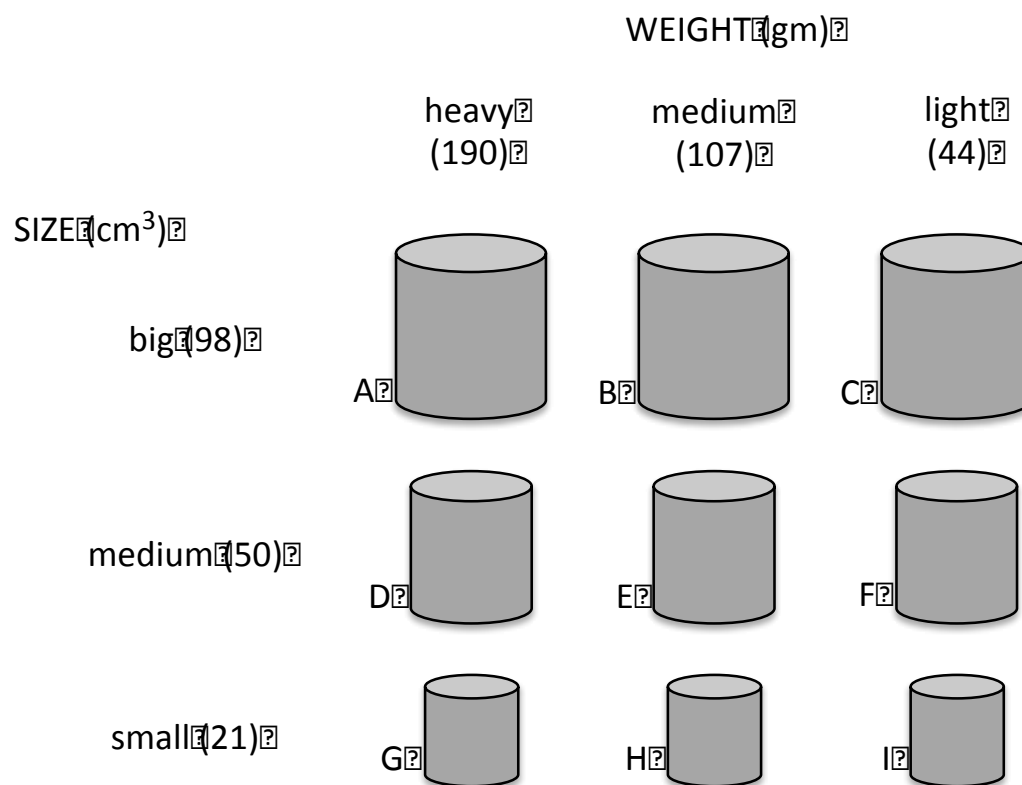 WEIGHT (gm)
heavy medium light
(190) (107) (44)
SIZE (cm³)
big (98)
A B C
medium (50)
D E F
small (21)
G H I